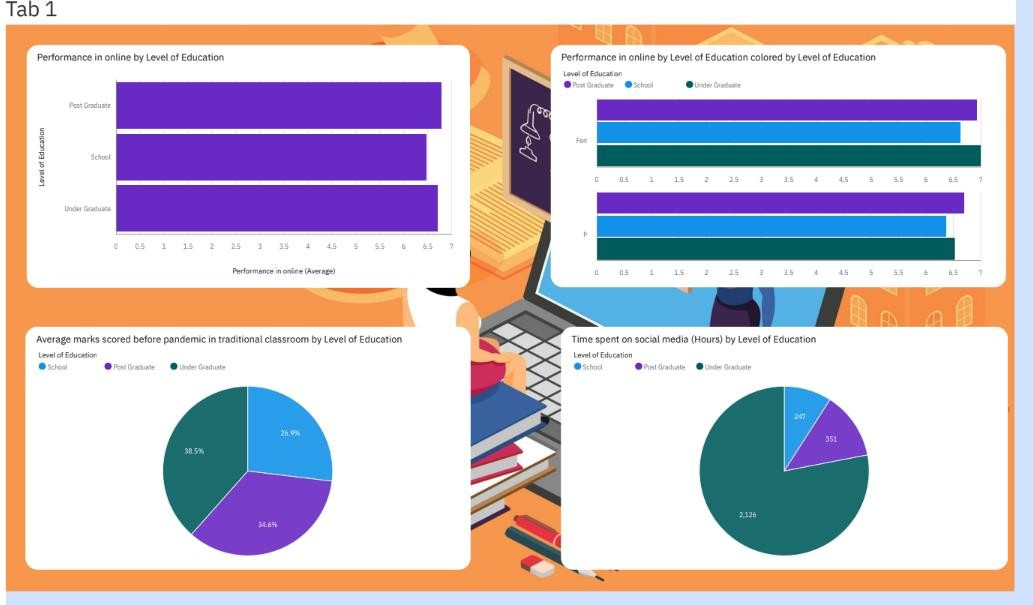 Tab 1
Performance in online by Level of Education
Level of Education
Post Graduate
School
Under Graduate
0 0.5 1 1.5 2 2.5 3 3.5 4 4.5 5 5.5 6 6.5 7
Performance in online (Average)
Performance in online by Level of Education colored by Level of Education
Level of Education
Post Graduate School Under Graduate
Fem
0 0.5 1 1.5 2 2.5 3 3.5 4 4.5 5 5.5 6 6.5 7
0 0.5 1 1.5 2 2.5 3 3.5 4 4.5 5 5.5 6 6.5 7
Average marks scored before pandemic in traditional classroom by Level of Education
Level of Education
School Post Graduate Under Graduate
26.9%
38.5%
34.6%
Time spent on social media (Hours) by Level of Education
Level of Education
School Post Graduate Under Graduate
247
351
2,126